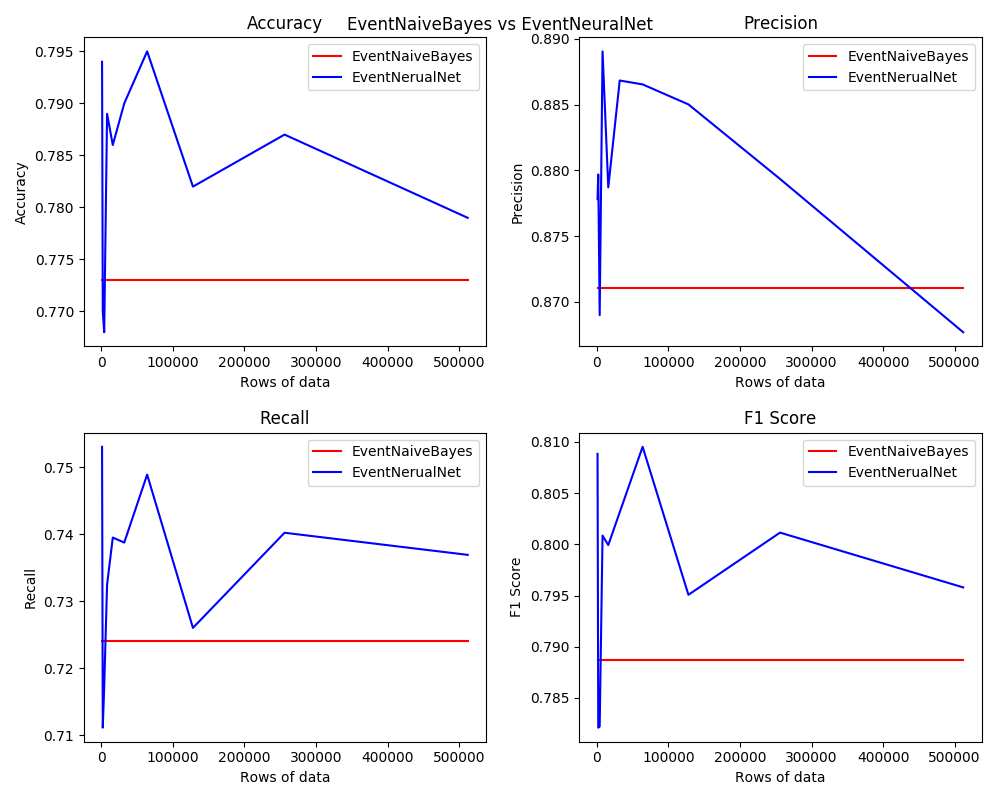 EventNaiveBayes vs EventNeuralNet
Accuracy
EventNaiveBayes
EventNerualNet
0.795
0.790
0.785
0.780
0.775
0.770
Accuracy
0 100000 200000 300000 400000 500000
Rows of data
Precision
EventNaiveBayes
EventNerualNet
0.890
0.885
0.880
0.875
0.870
Precision
0 100000 200000 300000 400000 500000
Rows of data
Recall
EventNaiveBayes
EventNerualNet
0.75
0.74
0.73
0.72
0.71
Recall
0 100000 200000 300000 400000 500000
Rows of data
F1 Score
EventNaiveBayes
EventNerualNet
0.810
0.805
0.800
0.795
0.790
0.785
F1 Score
0 100000 200000 300000 400000 500000
Rows of data